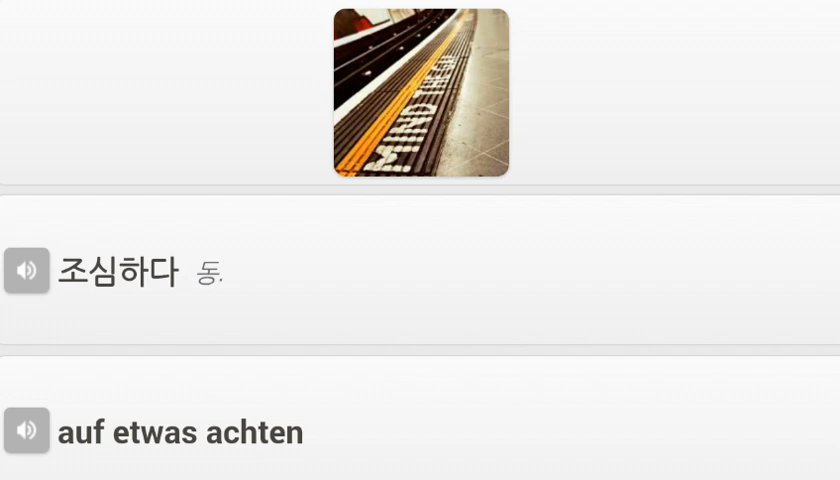 MIND THE
조심하다 동.
auf etwas achten